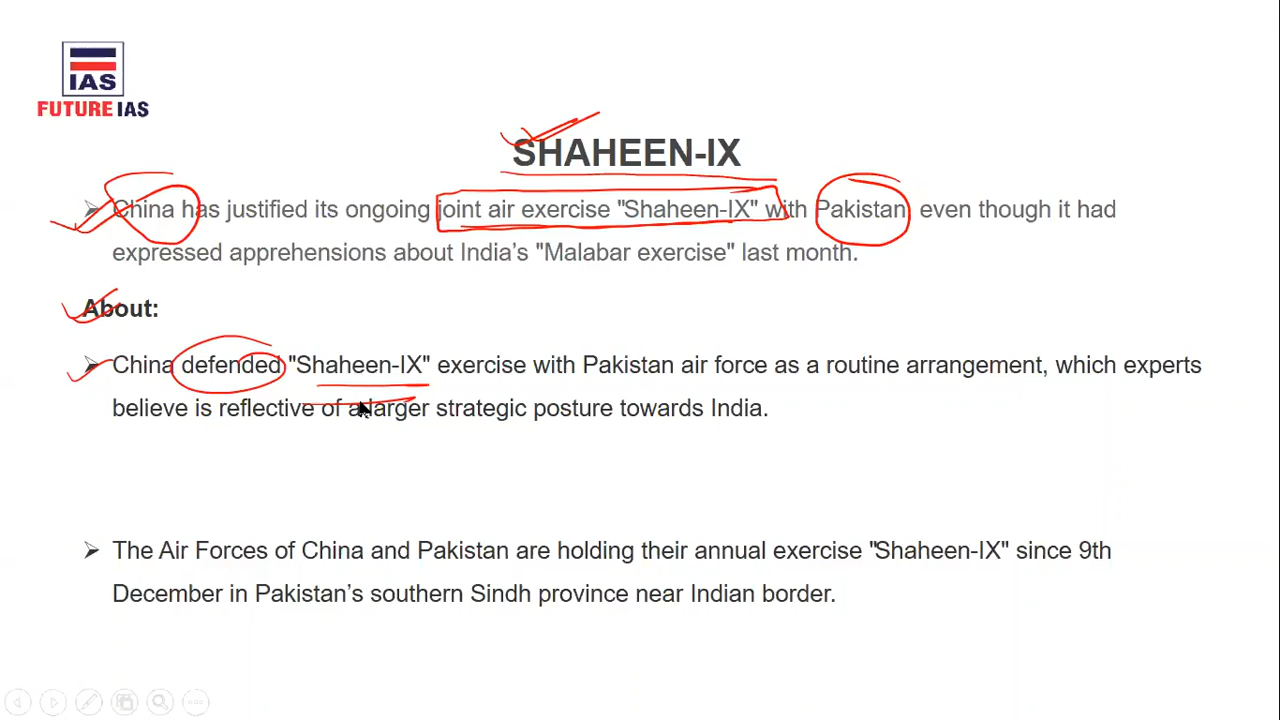 IAS
FUTURE IAS
SHAHEEN-IX
➢ China has justified its ongoing joint air exercise "Shaheen-IX" with Pakistan, even though it had
expressed apprehensions about India’s "Malabar exercise" last month.
About:
➢ China defended "Shaheen-IX" exercise with Pakistan air force as a routine arrangement, which experts
believe is reflective of a larger strategic posture towards India.
➢ The Air Forces of China and Pakistan are holding their annual exercise "Shaheen-IX" since 9th
December in Pakistan’s southern Sindh province near Indian border.